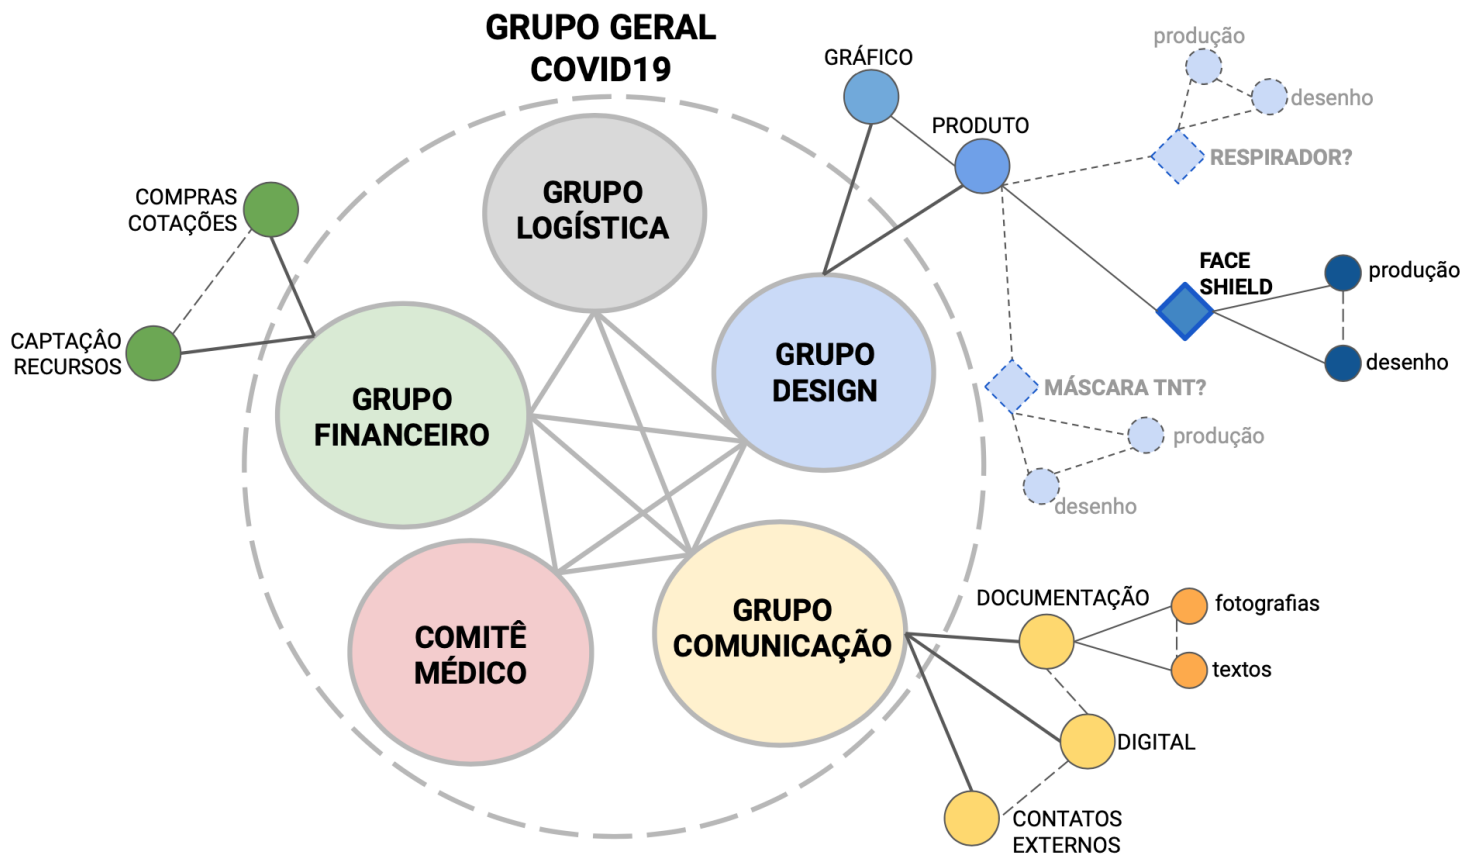 GRUPO GERAL
COVID19
GRÁFICO
PRODUTO
produção
desenho
RESPIRADOR?
COMPRAS
COTAÇÕES
GRUPO
LOGÍSTICA
FACE
SHIELD
produção
desenho
CAPTAÇÂO
RECURSOS
GRUPO
DESIGN
GRUPO
FINANCEIRO
MÁSCARA TNT?
produção
desenho
COMITÊ
MÉDICO
GRUPO
COMUNICAÇÃO
DOCUMENTAÇÃO
fotografias
textos
DIGITAL
CONTATOS
EXTERNOS